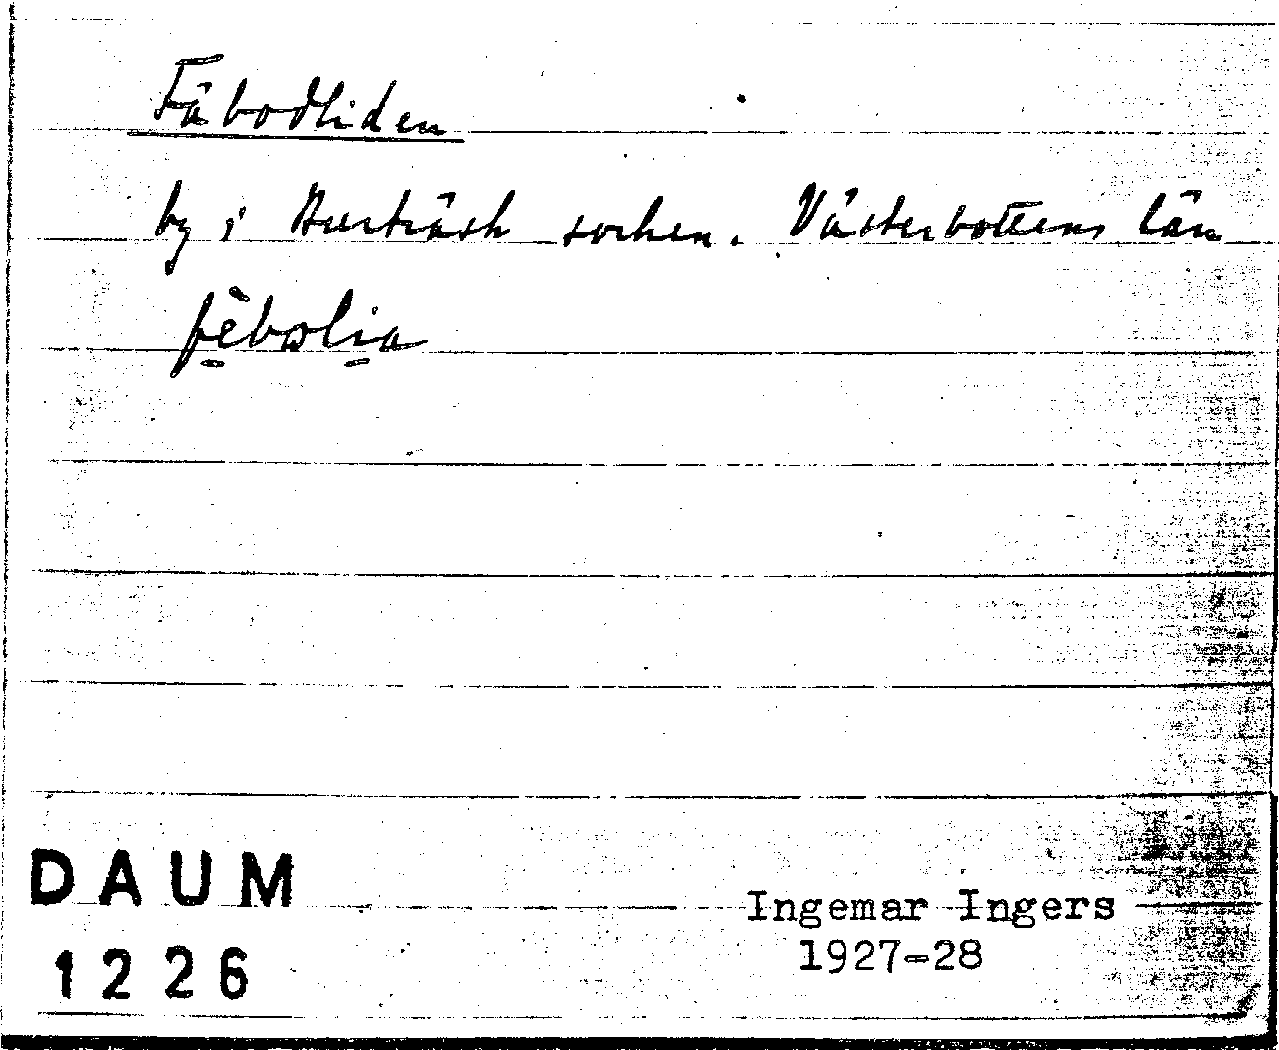 Fäbodliden
by i Burträsk socken. Västerbottens län
fèbolia
DAUM
1226
Ingemar Ingers
1927-28